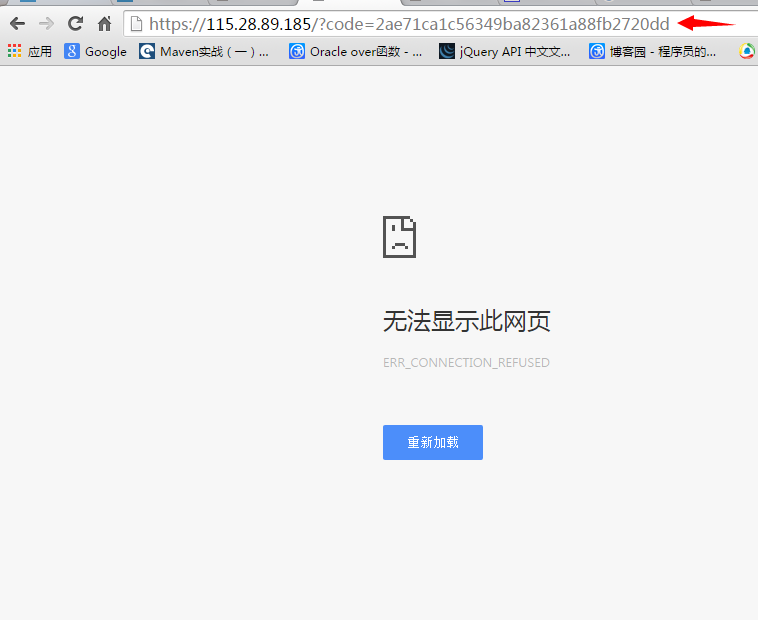 https://115.28.89.185/?code=2ae71ca1c56349ba82361a88fb2720dd
应用 Google Maven实战（一）... Oracle over函数 - ... jQuery API 中文文... 博客园 - 程序员的...
无法显示此网页
ERR_CONNECTION_REFUSED
重新加载